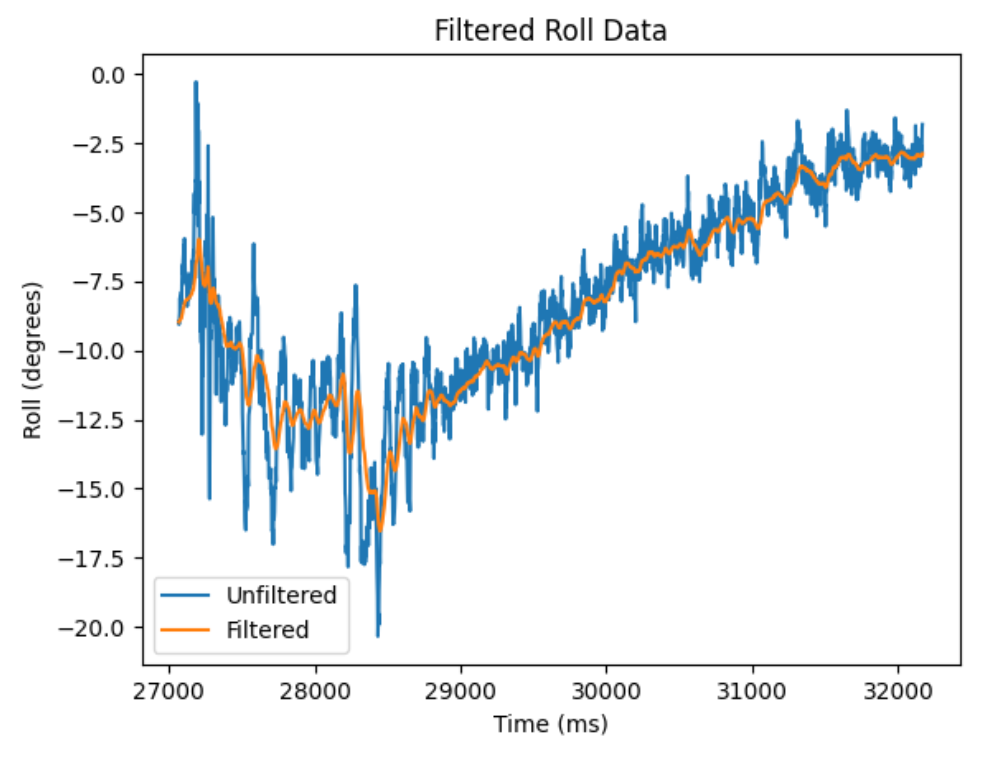 Filtered Roll Data
Roll (degrees)
0.0
−2.5
−5.0
−7.5
−10.0
−12.5
−15.0
−17.5
−20.0
Unfiltered
Filtered
27000 28000 29000 30000 31000 32000
Time (ms)